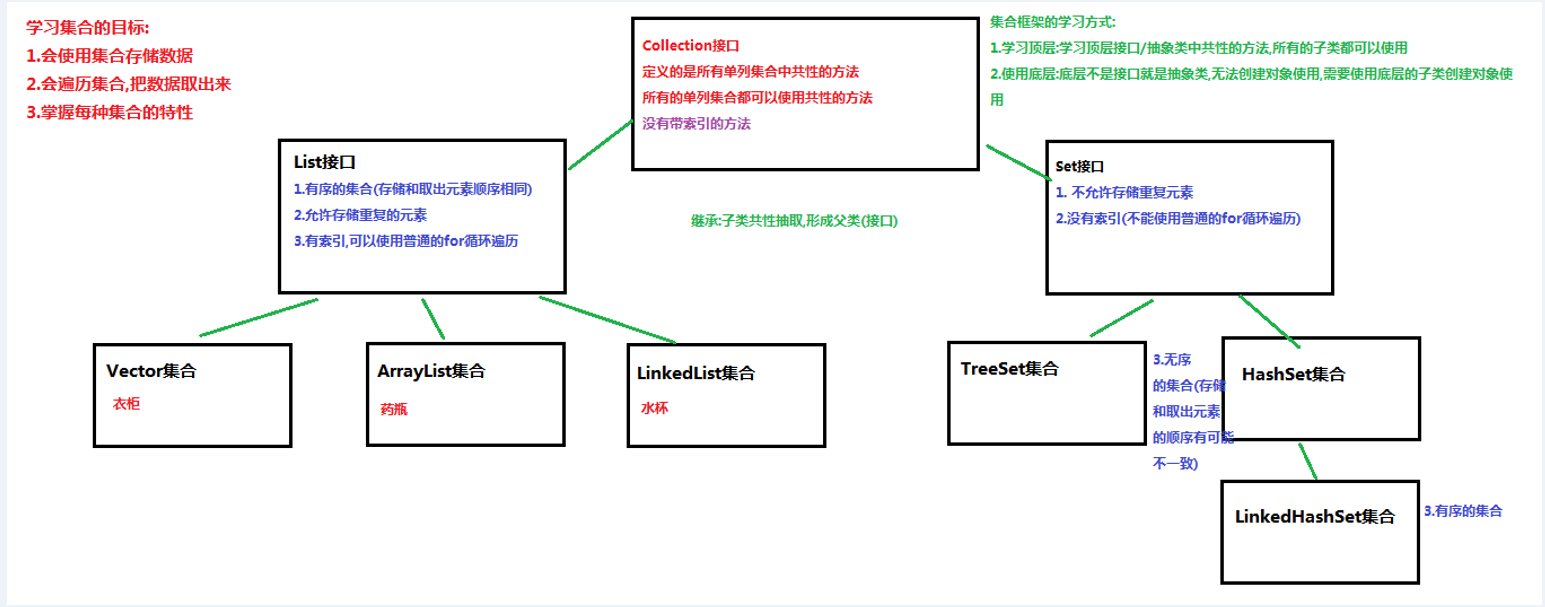 学习集合的目标:
1.会使用集合存储数据
2.会遍历集合,把数据取出来
3.掌握每种集合的特性
Collection接口
定义的是所有单列集合中共性的方法
所有的单列集合都可以使用共性的方法
没有带索引的方法
集合框架的学习方式:
1.学习顶层:学习顶层接口/抽象类中共性的方法,所有的子类都可以使用
2.使用底层:底层不是接口就是抽象类,无法创建对象使用,需要使用底层的子类创建对象使
用
List接口
1.有序的集合(存储和取出元素顺序相同)
2.允许存储重复的元素
3.有索引,可以使用普通的for循环遍历
继承:子类共性抽取,形成父类(接口)
Set接口
1. 不允许存储重复元素
2.没有索引(不能使用普通的for循环遍历)
Vector集合
衣柜
ArrayList集合
药瓶
LinkedList集合
水杯
TreeSet集合
3.无序
的集合(存储
和取出元素
的顺序有可能
不一致)
HashSet集合
LinkedHashSet集合
3.有序的集合